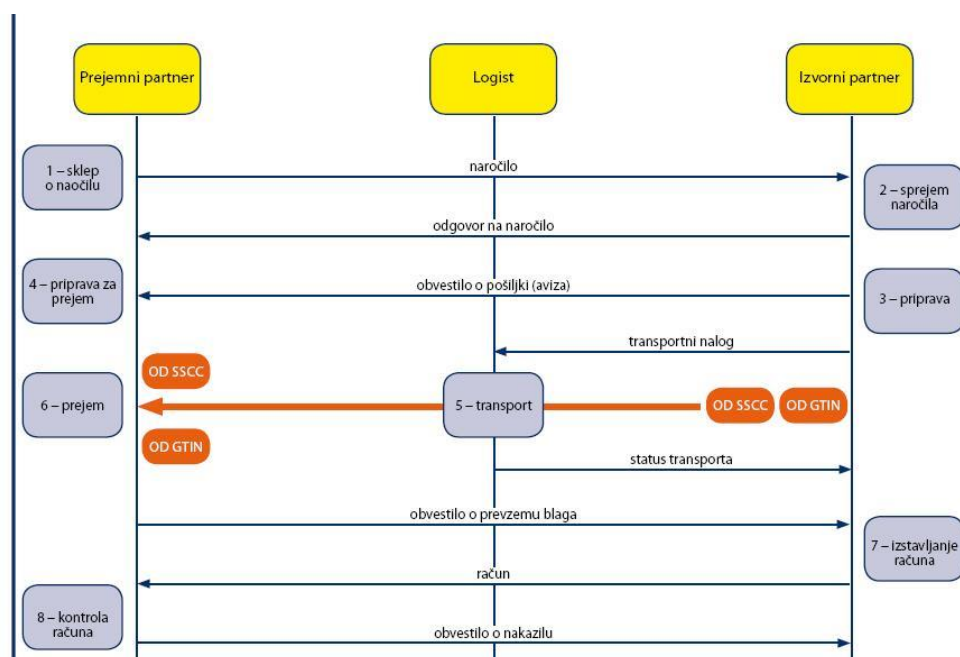 Prejemni partner
Logist
Izvorni partner
1 – sklep
o naočilu
naročilo
2 – sprejem
naročila
odgovor na naročilo
4 – priprava za
prejem
obvestilo o pošiljki (aviza)
3 – priprava
transportni nalog
OD SSCC
6 – prejem
5 – transport
OD SSCC
OD GTIN
OD GTIN
status transporta
obvestilo o prevzemu blaga
7 – izstavljanje
računa
račun
8 – kontrola
računa
obvestilo o nakazilu